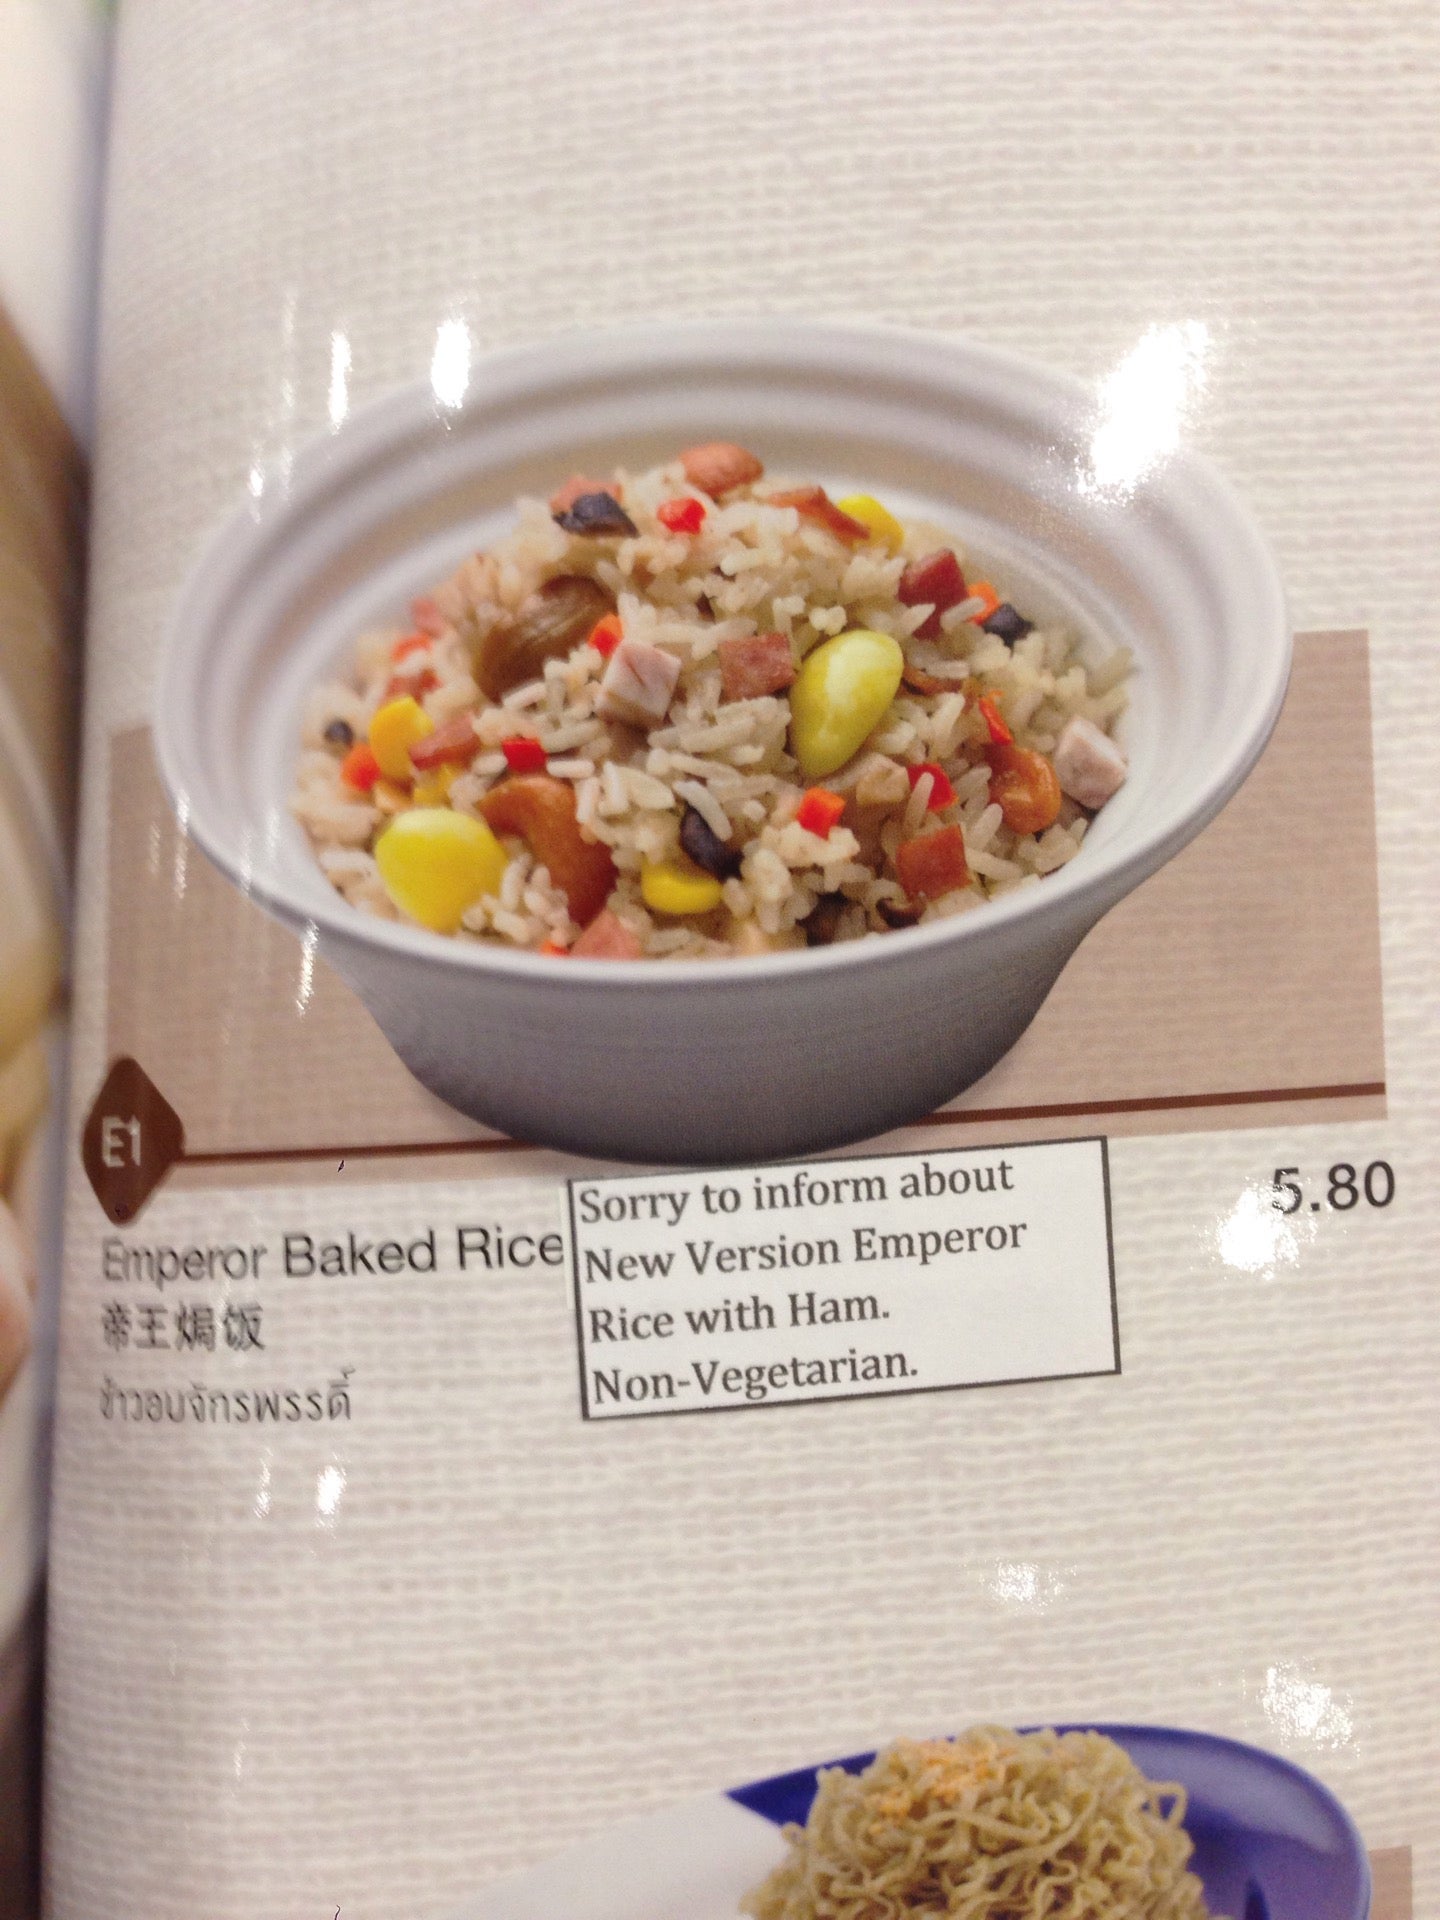 E1
5.80
Emperor Baked Rice
帝王焗饭
ข้าวอบจักรพรรดิ์
Sorry to inform about
New Version Emperor
Rice with Ham.
Non-Vegetarian.